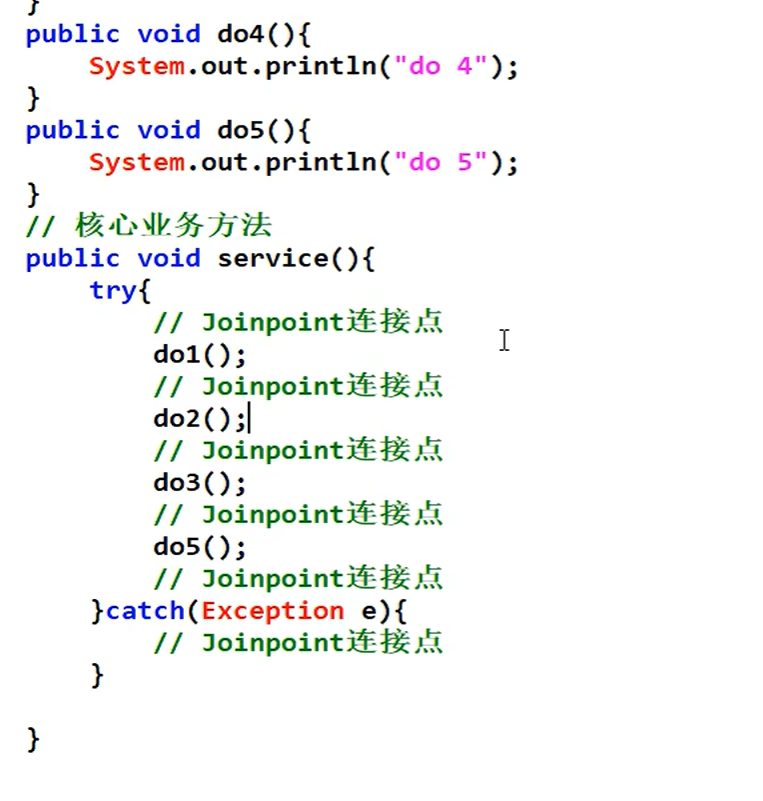 }
public void do4(){
    System.out.println("do 4");
}
public void do5(){
    System.out.println("do 5");
}
// 核心业务方法
public void service(){
    try{
        // Joinpoint连接点
        do1();
        // Joinpoint连接点
        do2();
        // Joinpoint连接点
        do3();
        // Joinpoint连接点
        do5();
        // Joinpoint连接点
    }catch(Exception e){
        // Joinpoint连接点
    }
}